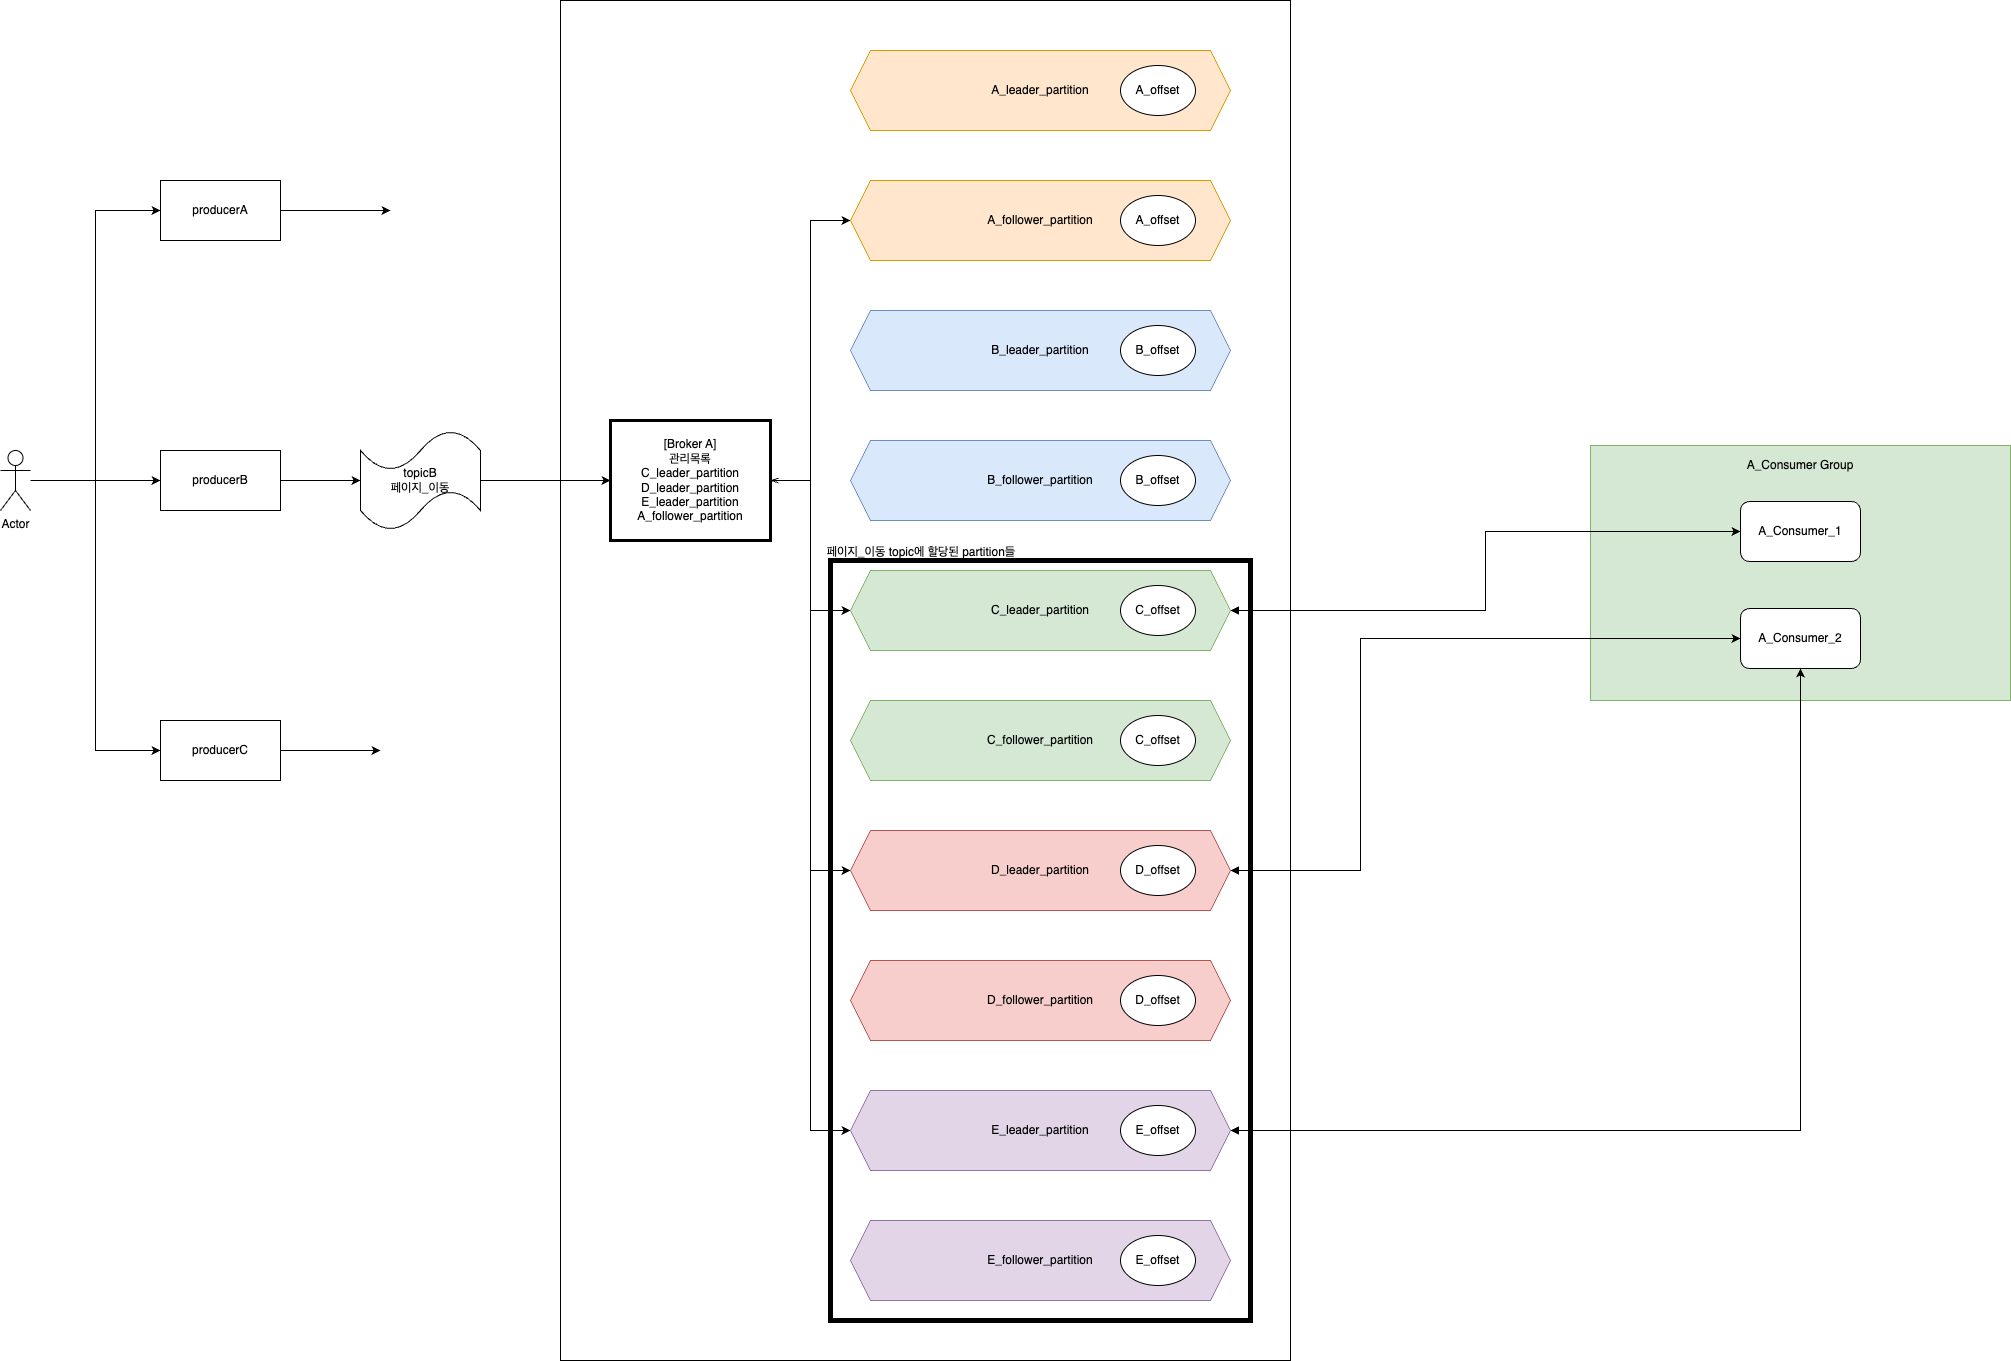 Actor
producerA
producerB
producerC
topicB
페이지_이동
[Broker A]
관리목록
C_leader_partition
D_leader_partition
E_leader_partition
A_follower_partition
A_leader_partition
A_offset
A_follower_partition
A_offset
B_leader_partition
B_offset
B_follower_partition
B_offset
페이지_이동 topic에 할당된 partition들
C_leader_partition
C_offset
C_follower_partition
C_offset
D_leader_partition
D_offset
D_follower_partition
D_offset
E_leader_partition
E_offset
E_follower_partition
E_offset
A_Consumer Group
A_Consumer_1
A_Consumer_2